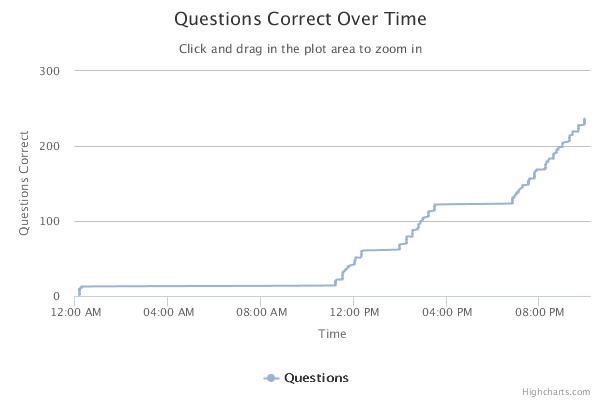 Questions Correct Over Time
Click and drag in the plot area to zoom in
Questions Correct
300
200
100
0
12:00 AM 04:00 AM 08:00 AM 12:00 PM 04:00 PM 08:00 PM
Time
Questions
Highcharts.com